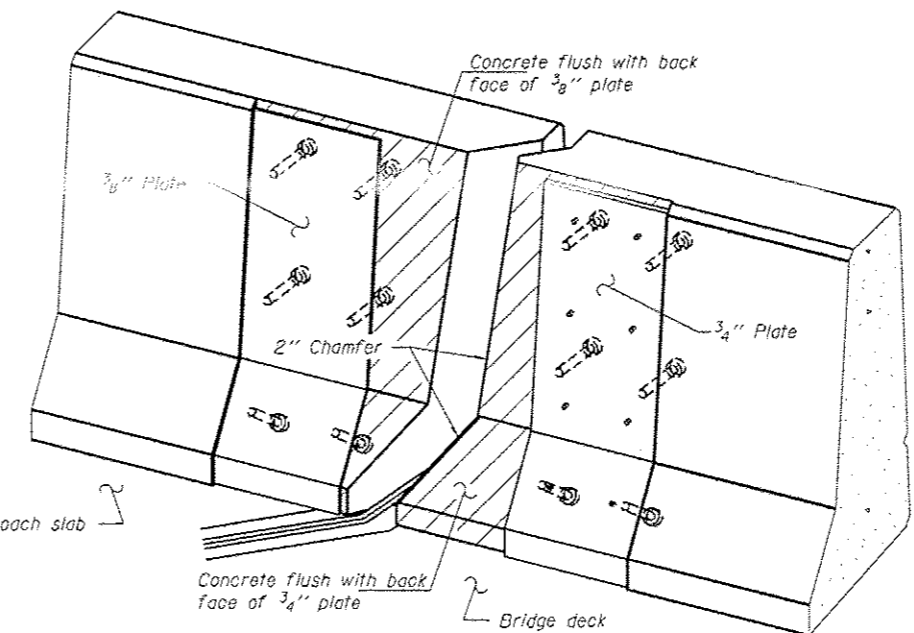 Concrete flush with back
face of 3/8" plate
3/8" Plate
3/4" Plate
2" Chamfer
oach slab
Concrete flush with back
face of 3/4" plate
Bridge deck